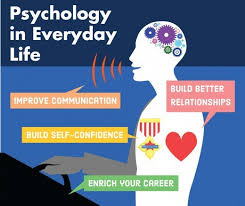 Psychology
in Everyday
Life
IMPROVE COMMUNICATION
BUILD BETTER
RELATIONSHIPS
BUILD SELF-CONFIDENCE
ENRICH YOUR CAREER